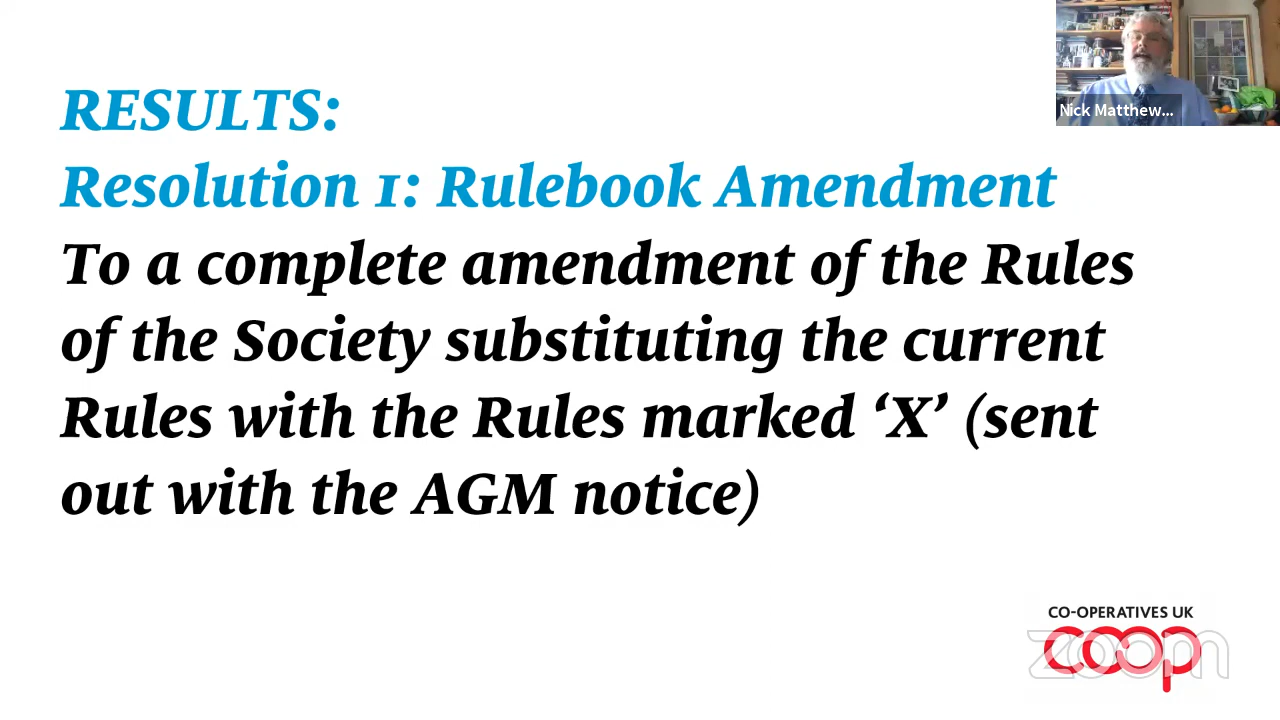 Nick Matthew...
RESULTS:
Resolution 1: Rulebook Amendment
To a complete amendment of the Rules
of the Society substituting the current
Rules with the Rules marked ‘X’ (sent
out with the AGM notice)
CO-OPERATIVES UK
coop
zoom